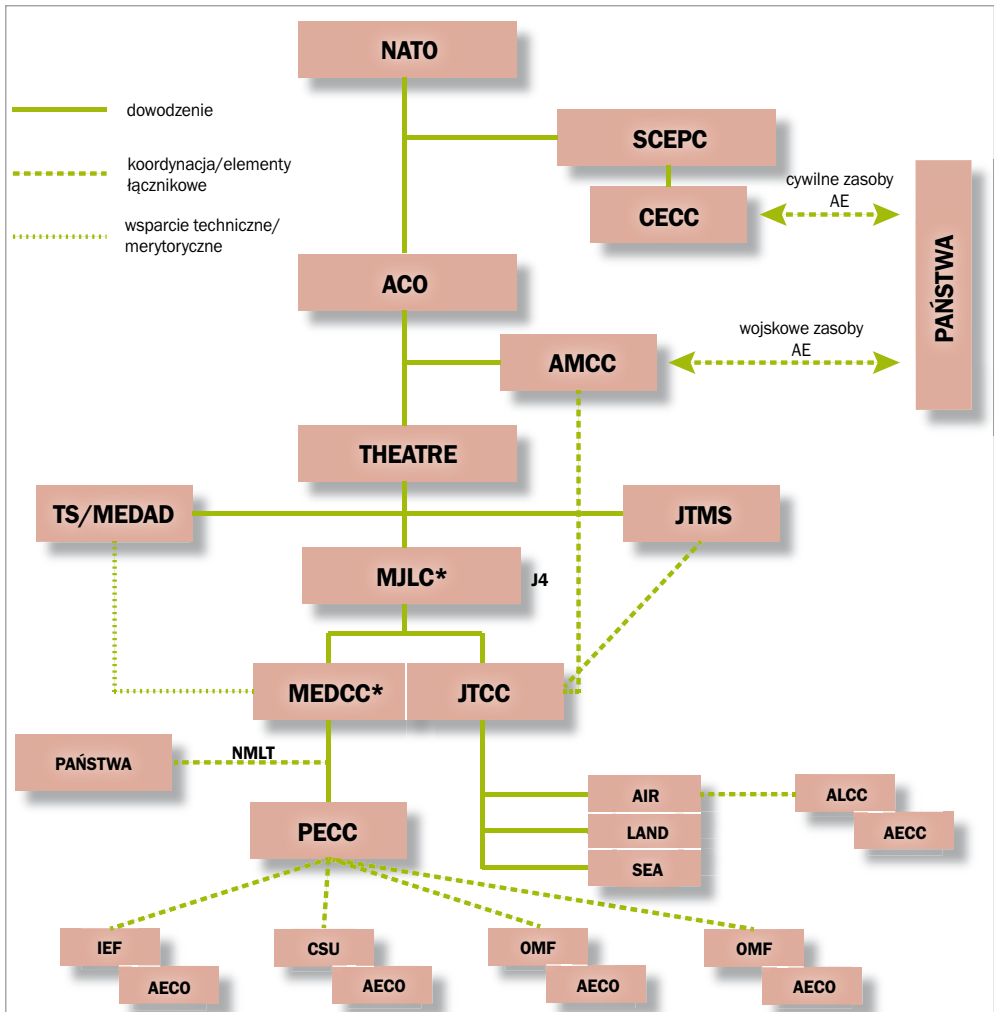 NATO
dowodzenie
koordynacja/elementy
łącznikowe
wsparcie techniczne/
merytoryczne
SCEPC
CECC
cywilne zasoby
AE
PAŃSTWA
ACO
AMCC
wojskowe zasoby
AE
THEATRE
TS/MEDAD
JTMS
MJLC*
J4
MEDCC*
JTCC
PAŃSTWA
NMLT
PECC
AIR
LAND
SEA
ALCC
AECC
IEF
AECO
CSU
AECO
OMF
AECO
OMF
AECO